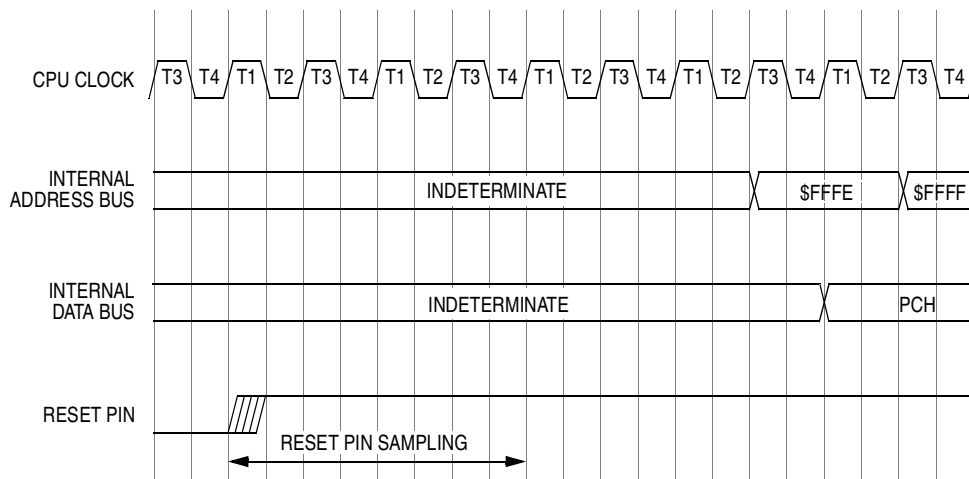 CPU CLOCK T3 T4 T1 T2 T3 T4 T1 T2 T3 T4 T1 T2 T3 T4 T1 T2 T3 T4 T1 T2 T3 T4
INTERNAL
ADDRESS BUS
INDETERMINATE $FFFE $FFFF
INTERNAL
DATA BUS
INDETERMINATE PCH
RESET PIN
RESET PIN SAMPLING